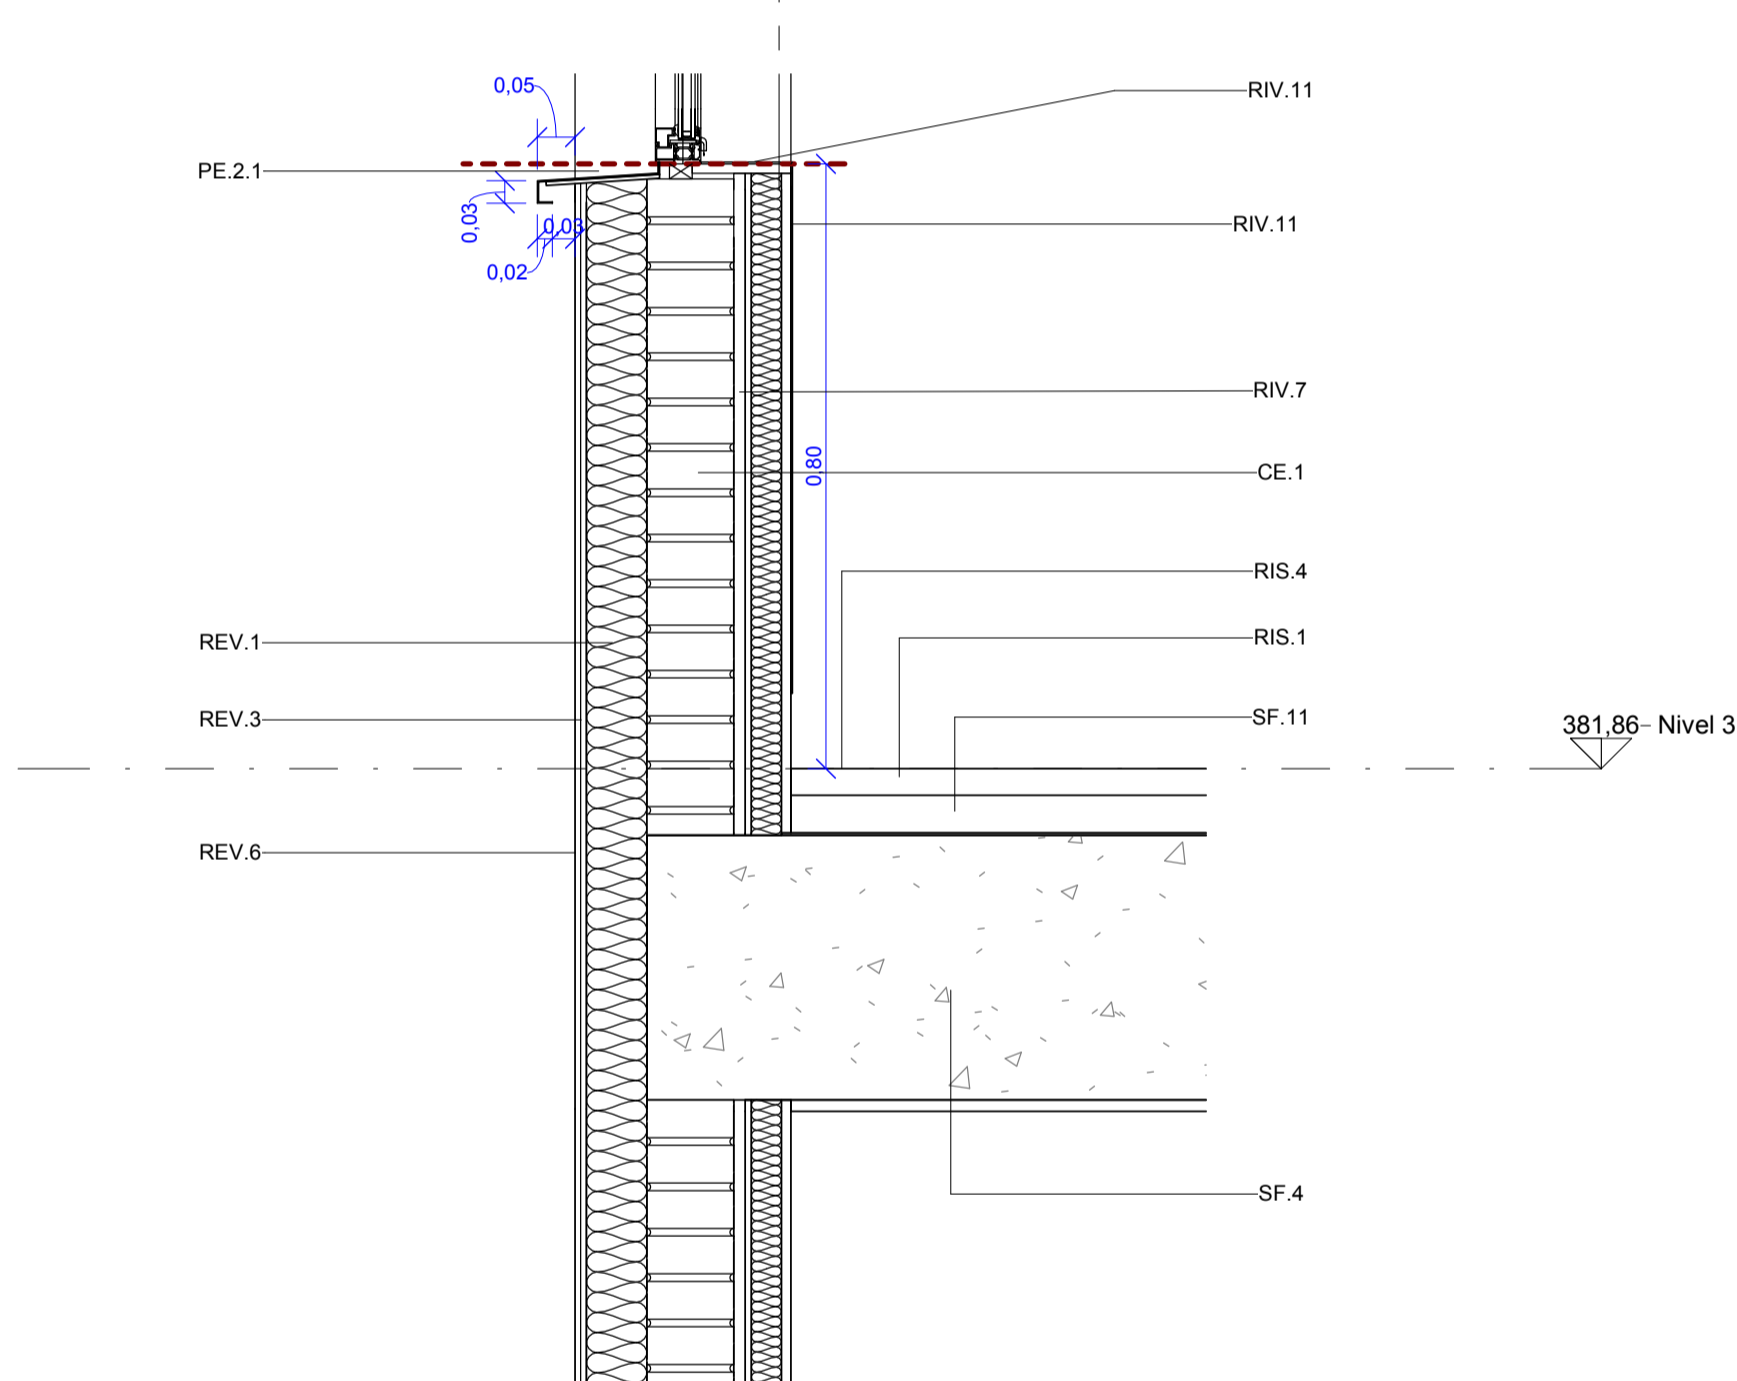 0,05
RIV.11
PE.2.1
0,03
0,03
RIV.11
0,02
RIV.7
0,80
CE.1
RIS.4
REV.1
RIS.1
REV.3
SF.11
381,86 - Nivel 3
REV.6
SF.4